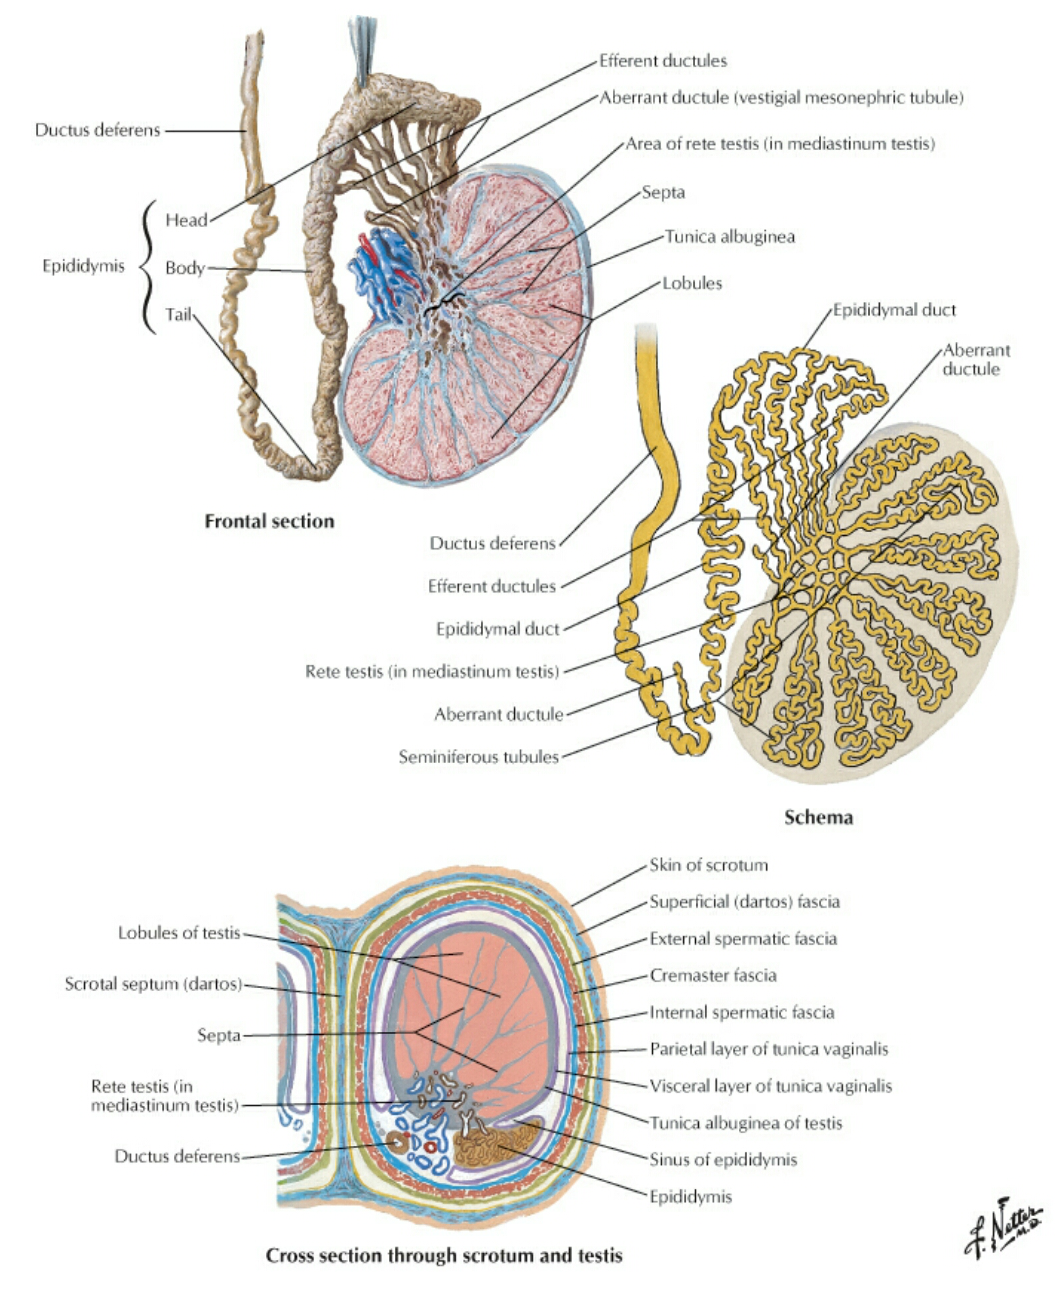 Efferent ductules
Aberrant ductule (vestigial mesonephric tubule)
Ductus deferens
Area of rete testis (in mediastinum testis)
Septa
Head
Tunica albuginea
Epididymis
Body
Lobules
Tail
Epididymal duct
Aberrant
ductule
Frontal section
Ductus deferens
Efferent ductules
Epididymal duct
Rete testis (in mediastinum testis)
Aberrant ductule
Seminiferous tubules
Schema
Skin of scrotum
Superficial (dartos) fascia
Lobules of testis
External spermatic fascia
Cremaster fascia
Scrotal septum (dartos)
Internal spermatic fascia
Septa
Parietal layer of tunica vaginalis
Rete testis (in
mediastinum testis)
Visceral layer of tunica vaginalis
Tunica albuginea of testis
Ductus deferens
Sinus of epididymis
Epididymis
Cross section through scrotum and testis
F. Netter
M.D.